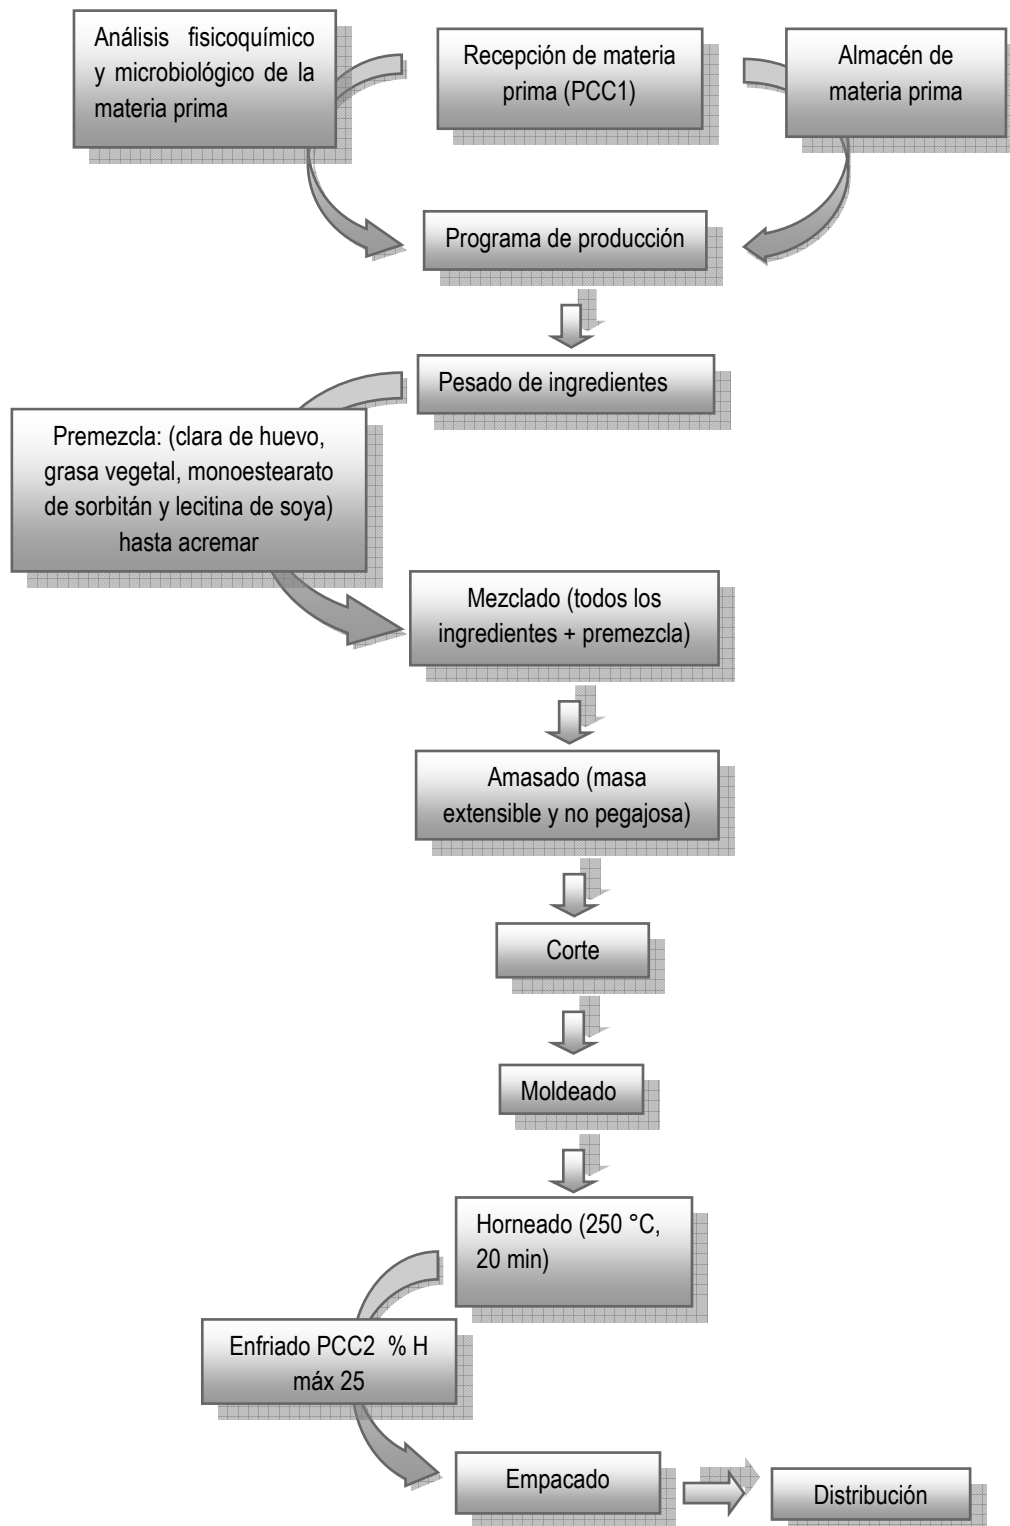 Análisis fisicoquímico
y microbiológico de la
materia prima
Recepción de materia
prima (PCC1)
Almacén de
materia prima
Programa de producción
Pesado de ingredientes
Premezcla: (clara de huevo,
grasa vegetal, monoestearato
de sorbitán y lecitina de soya)
hasta acremar
Mezclado (todos los
ingredientes + premezcla)
Amasado (masa
extensible y no pegajosa)
Corte
Moldeado
Horneado (250 °C,
20 min)
Enfriado PCC2 % H
máx 25
Empacado
Distribución